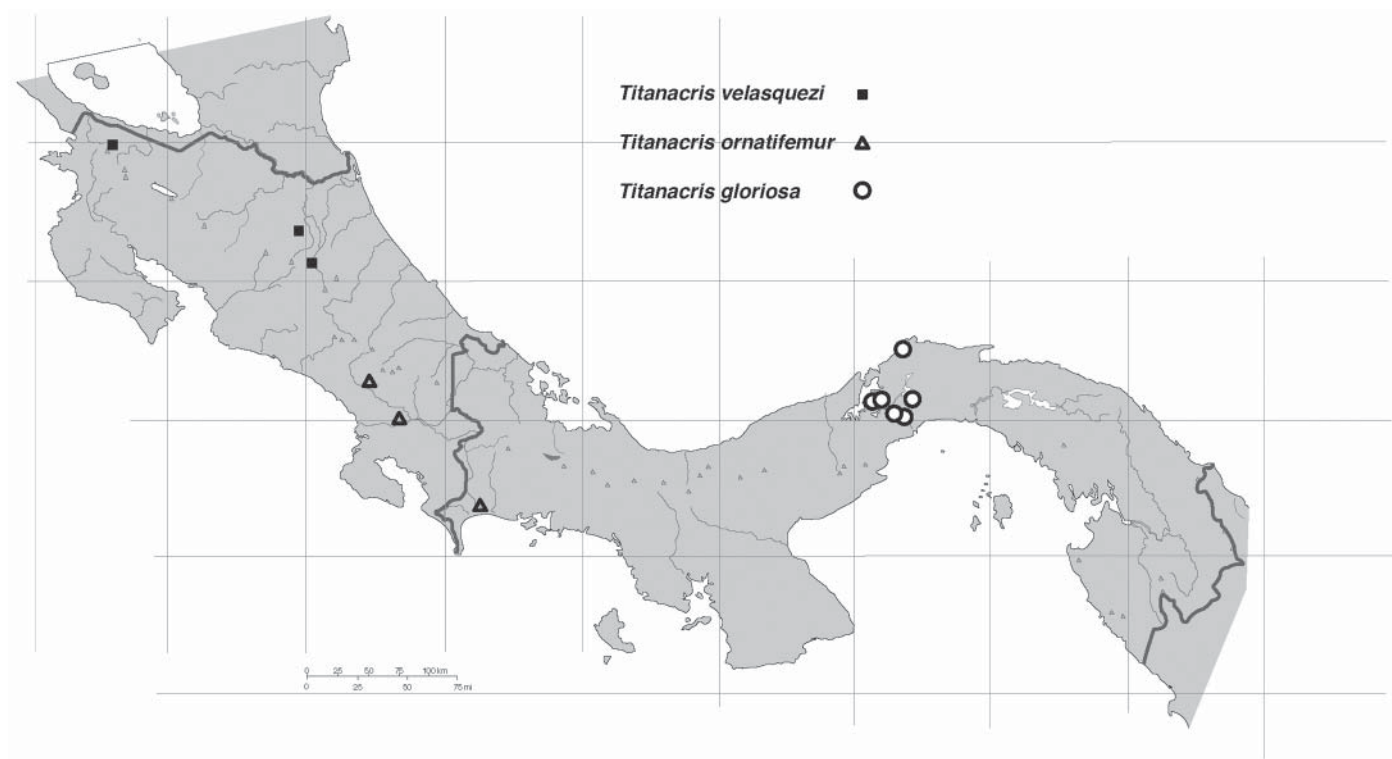 Titanacris velasquezi
Titanacris ornatifemur
Titanacris gloriosa
0 25 50 75 100 km
0 25 50 75 mi